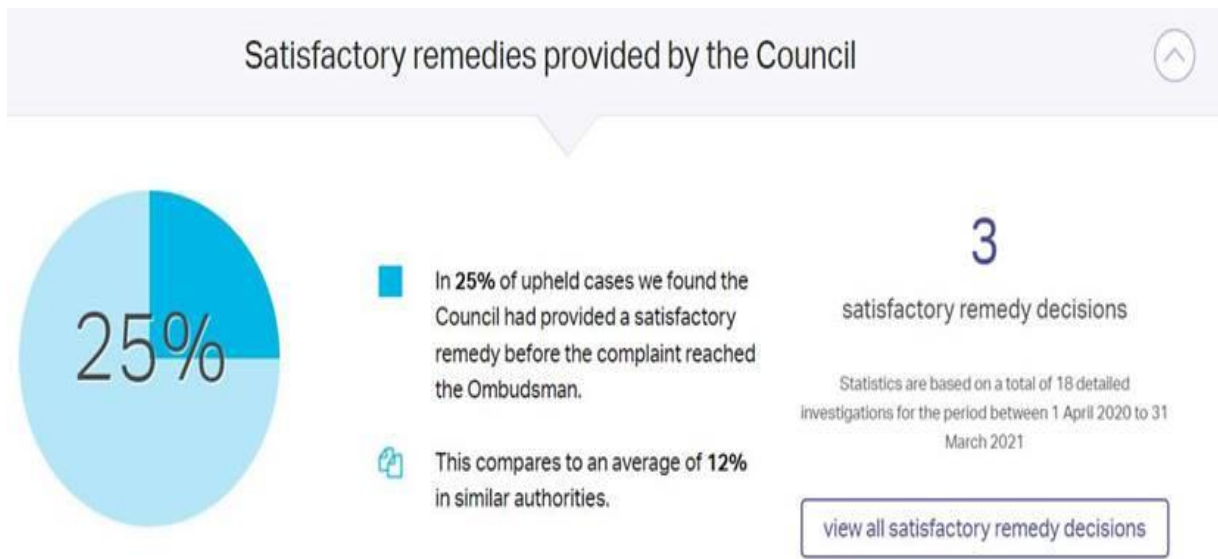 Satisfactory remedies provided by the Council
25%
In 25% of upheld cases we found the
Council had provided a satisfactory
remedy before the complaint reached
the Ombudsman.
This compares to an average of 12%
in similar authorities.
3
satisfactory remedy decisions
Statistics are based on a total of 18 detailed
investigations for the period between 1 April 2020 to 31
March 2021
view all satisfactory remedy decisions